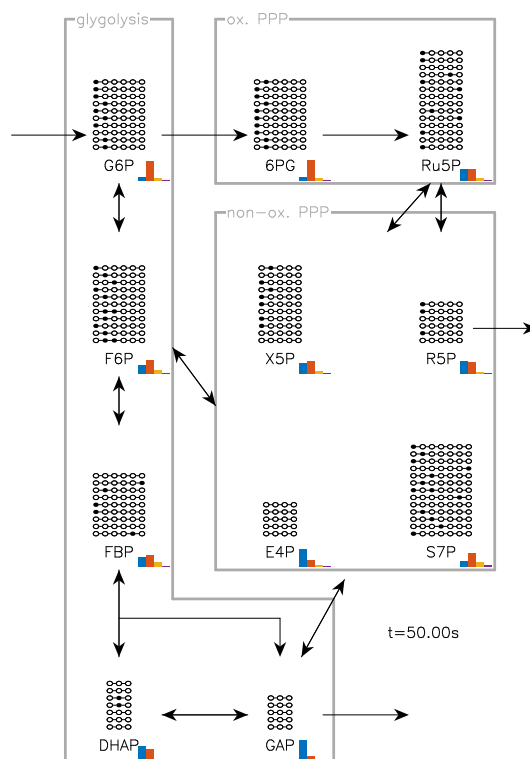 glygolysis
ox. PPP
G6P
6PG
Ru5P
non-ox. PPP
F6P
X5P
R5P
FBP
E4P
S7P
t=50.00s
DHAP
GAP